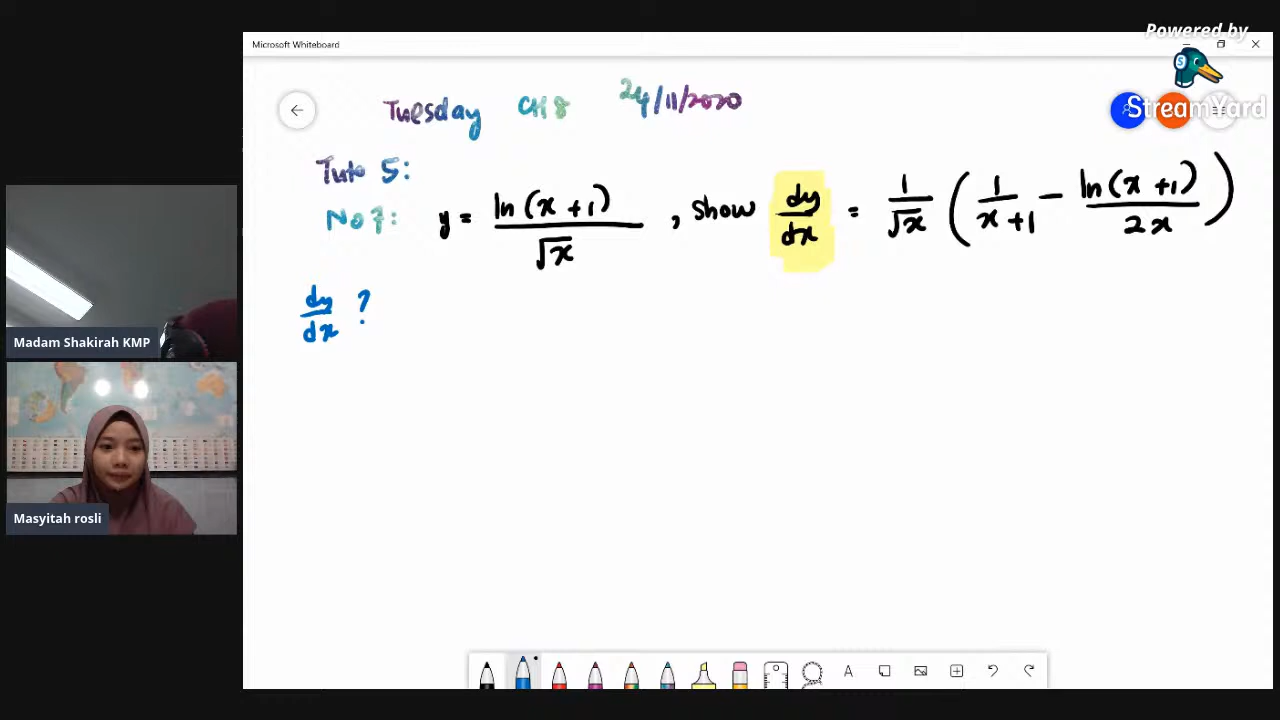 Powered by
StreamYard
Microsoft Whiteboard
Tuesday CH 8 24/11/2020
Tuto 5:
No 7: y = ln(x+1)/√x , show dy/dx = 1/√x (1/(x+1) - ln(x+1)/2x)
dy/dx ?
Madam Shakirah KMP
Masyitah rosli
A